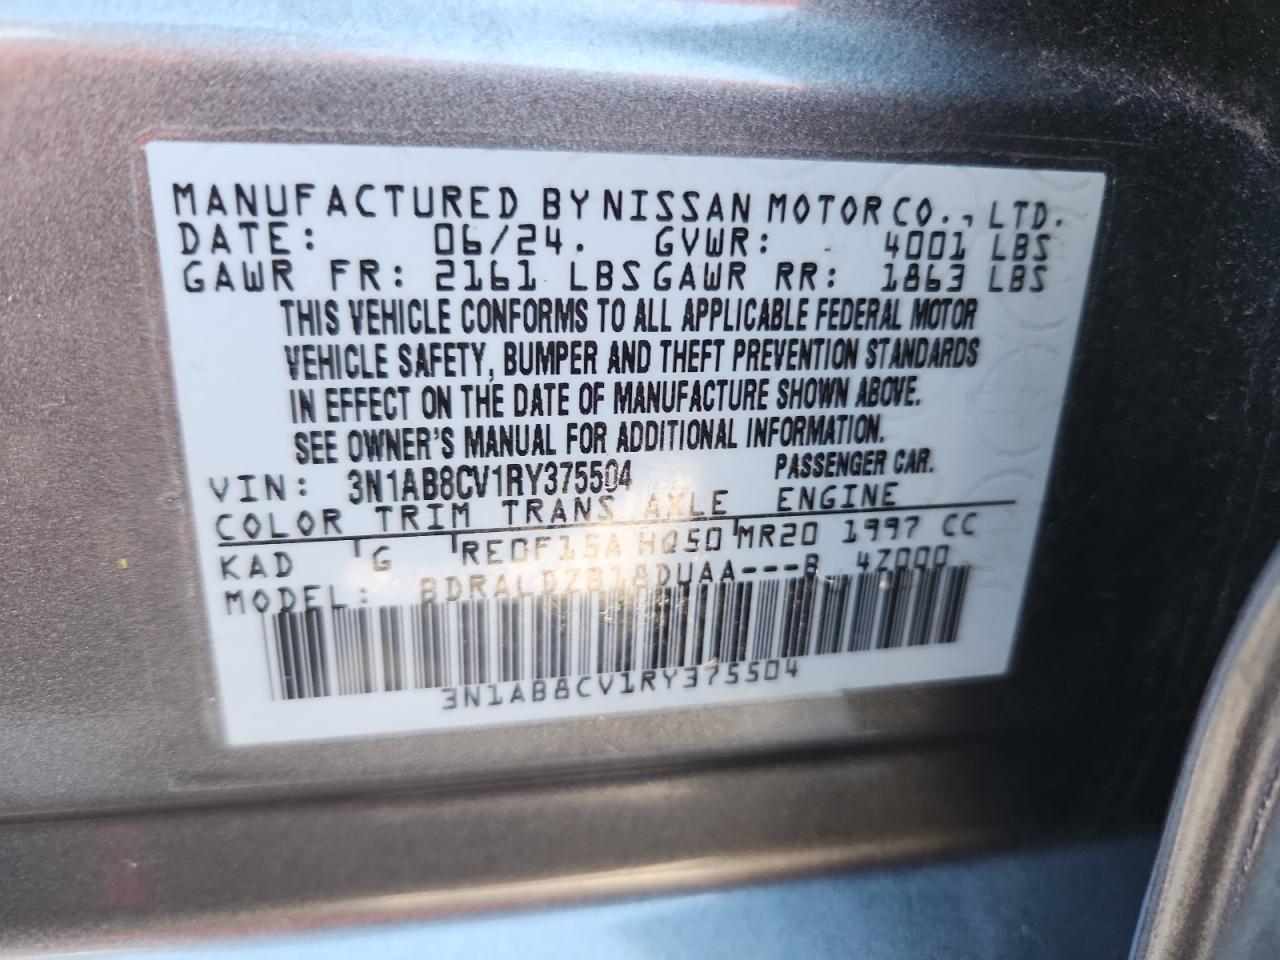 MANUFACTURED BY NISSAN MOTOR CO., LTD.
DATE: 06/24. GVWR: 4001 LBS
GAWR FR: 2161 LBS GAWR RR: 1863 LBS
THIS VEHICLE CONFORMS TO ALL APPLICABLE FEDERAL MOTOR
VEHICLE SAFETY, BUMPER AND THEFT PREVENTION STANDARDS
IN EFFECT ON THE DATE OF MANUFACTURE SHOWN ABOVE.
SEE OWNER'S MANUAL FOR ADDITIONAL INFORMATION.
VIN: 3N1AB8CV1RY375504 PASSENGER CAR.
COLOR TRIM TRANS AXLE ENGINE
KAD G RE0F15A HQ50 MR20 1997 CC
MODEL: BDRALDZB18DUAA---B 4Z000
3N1AB8CV1RY375504